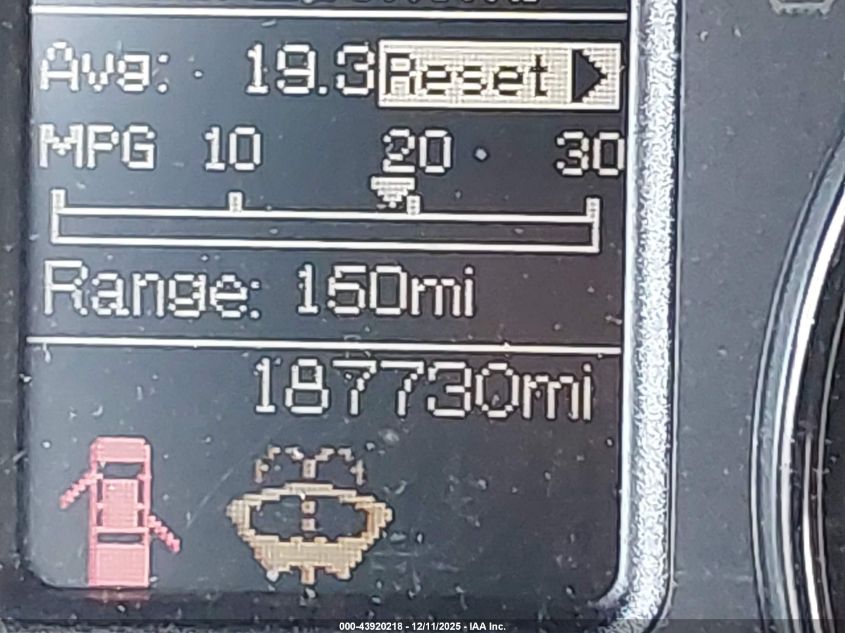 Avg: 19.3 Reset
MPG 10 20 30
Range: 160mi
187730mi
000-43920218 - 12/11/2025 - IAA Inc.